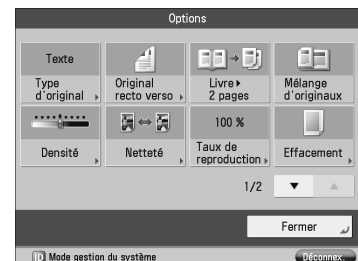 Options
Texte
Type
d'original
Original
recto verso
Livre
2 pages
Mélange
d'originaux
Densité
Netteté
100 %
Taux de
reproduction
Effacement
1/2
Fermer
ID Mode gestion du système
Déconnex.